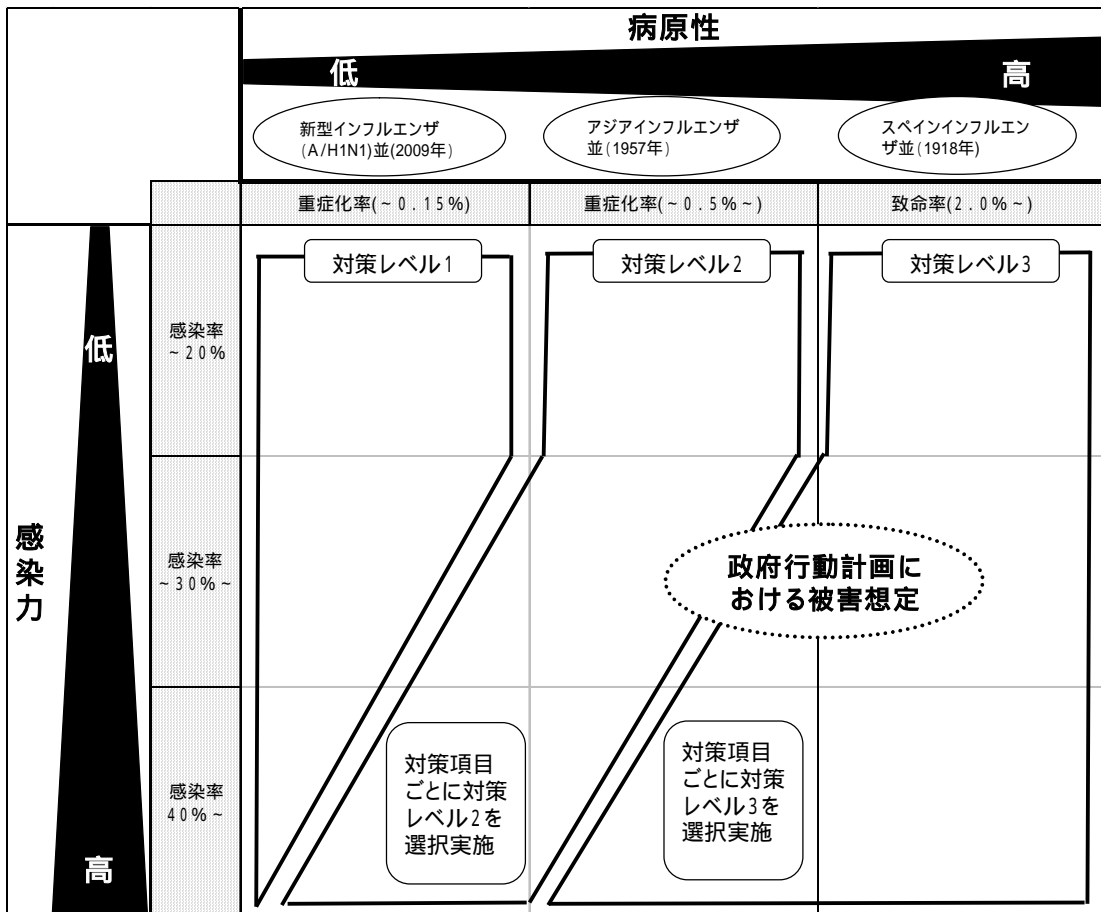 病原性
低
高
新型インフルエンザ
(A/H1N1)並(2009年)
アジアインフルエンザ
並(1957年)
スペインインフルエン
ザ並(1918年)
重症化率(~0.15%)
重症化率(~0.5%~)
致命率(2.0%~)
対策レベル1
対策レベル2
対策レベル3
感染力
低
高
感染率
~20%
感染率
~30%~
感染率
40%~
政府行動計画に
おける被害想定
対策項目
ごとに対策
レベル2を
選択実施
対策項目
ごとに対策
レベル3を
選択実施